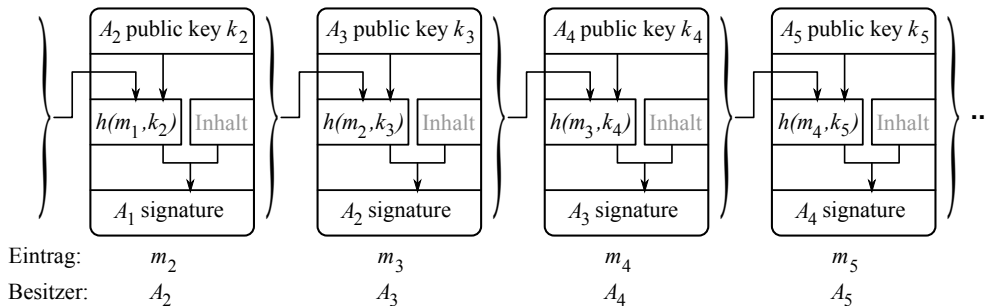 A2 public key k2 A3 public key k3 A4 public key k4 A5 public key k5
h(m1,k2) Inhalt h(m2,k3) Inhalt h(m3,k4) Inhalt h(m4,k5) Inhalt ..
A1 signature A2 signature A3 signature A4 signature
Eintrag: m2 m3 m4 m5
Besitzer: A2 A3 A4 A5